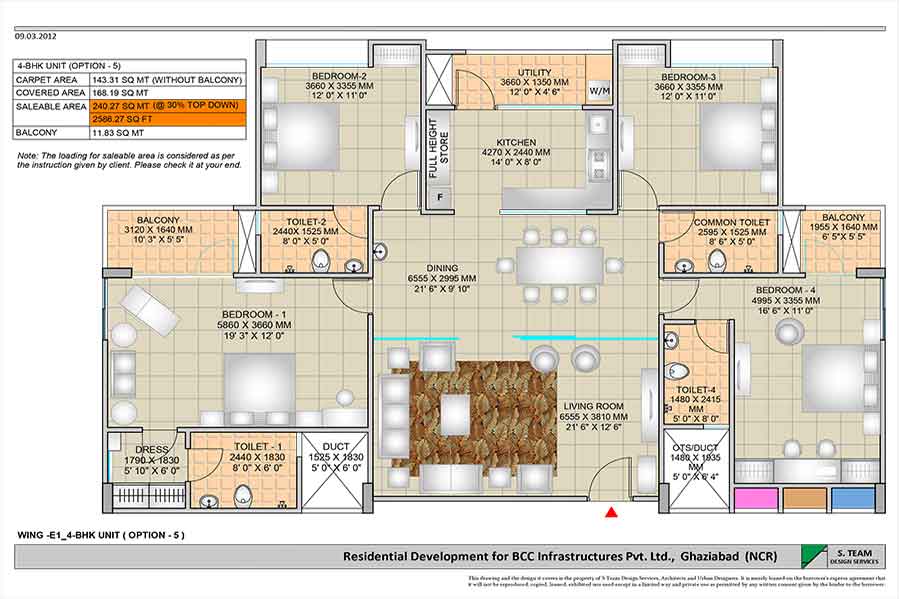 09.03.2012
4-BHK UNIT (OPTION - 5)
CARPET AREA 143.31 SQ MT (WITHOUT BALCONY)
COVERED AREA 168.19 SQ MT
SALEABLE AREA 240.27 SQ MT (@ 30% TOP DOWN)
2586.27 SQ FT
BALCONY 11.83 SQ MT
Note: The loading for saleable area is considered as per
the instruction given by client. Please check it at your end.
BEDROOM-2
3660 X 3355 MM
12' 0" X 11' 0"
UTILITY
3660 X 1350 MM
12' 0" X 4' 6"
W/M
BEDROOM-3
3660 X 3355 MM
12' 0" X 11' 0"
FULL HEIGHT
STORE
F
KITCHEN
4270 X 2440 MM
14' 0" X 8' 0"
BALCONY
3120 X 1640 MM
10' 3" X 5' 5"
TOILET-2
2440X 1525 MM
8' 0" X 5' 0"
COMMON TOILET
2595 X 1525 MM
8' 6" X 5' 0"
BALCONY
1955 X 1640 MM
6' 5"X 5' 5"
DINING
6555 X 2995 MM
21' 6" X 9' 10"
BEDROOM - 1
5860 X 3660 MM
19' 3" X 12' 0"
BEDROOM - 4
4995 X 3355 MM
16' 6" X 11' 0"
TOILET-4
1480 X 2415
MM
5' 0" X 8' 0"
LIVING ROOM
6555 X 3810 MM
21' 6" X 12' 6"
DRESS
1790 X 1830
5' 10" X 6' 0"
TOILET - 1
2440 X 1830
8' 0" X 6' 0"
DUCT
1525 X 1830
5' 0" X 6' 0"
OTS/DUCT
1480 X 1935
MM
5' 0" X 6' 4"
WING -E1_4-BHK UNIT ( OPTION - 5 )
Residential Development for BCC Infrastructures Pvt. Ltd., Ghaziabad (NCR)
S. TEAM
DESIGN SERVICES
This drawing and the design it covers is the property of S Team Design Services, Architects and Urban Designers. It is merely loaned on the borrower's express agreement that
it will not be reproduced, copied, loaned, exhibited nor used except in a limited way and private use as permitted by any written consent given by the lender to the borrower.